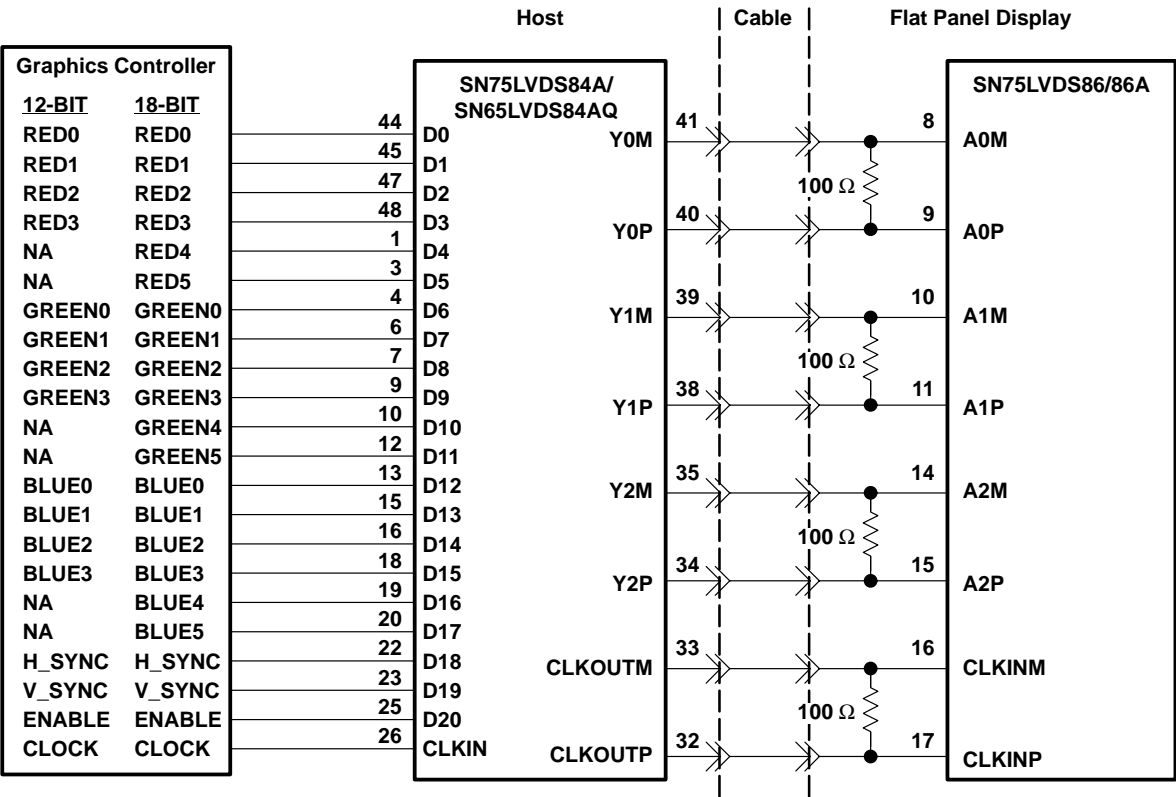 Host Cable Flat Panel Display
Graphics Controller
12-BIT 18-BIT
RED0 RED0
RED1 RED1
RED2 RED2
RED3 RED3
NA RED4
NA RED5
GREEN0 GREEN0
GREEN1 GREEN1
GREEN2 GREEN2
GREEN3 GREEN3
NA GREEN4
NA GREEN5
BLUE0 BLUE0
BLUE1 BLUE1
BLUE2 BLUE2
BLUE3 BLUE3
NA BLUE4
NA BLUE5
H_SYNC H_SYNC
V_SYNC V_SYNC
ENABLE ENABLE
CLOCK CLOCK
SN75LVDS84A/
SN65LVDS84AQ
44 D0
45 D1
47 D2
48 D3
1 D4
3 D5
4 D6
6 D7
7 D8
9 D9
10 D10
12 D11
13 D12
15 D13
16 D14
18 D15
19 D16
20 D17
22 D18
23 D19
25 D20
26 CLKIN
Y0M 41
Y0P 40
Y1M 39
Y1P 38
Y2M 35
Y2P 34
CLKOUTM 33
CLKOUTP 32
100 Ω
100 Ω
100 Ω
100 Ω
SN75LVDS86/86A
8 A0M
9 A0P
10 A1M
11 A1P
14 A2M
15 A2P
16 CLKINM
17 CLKINP